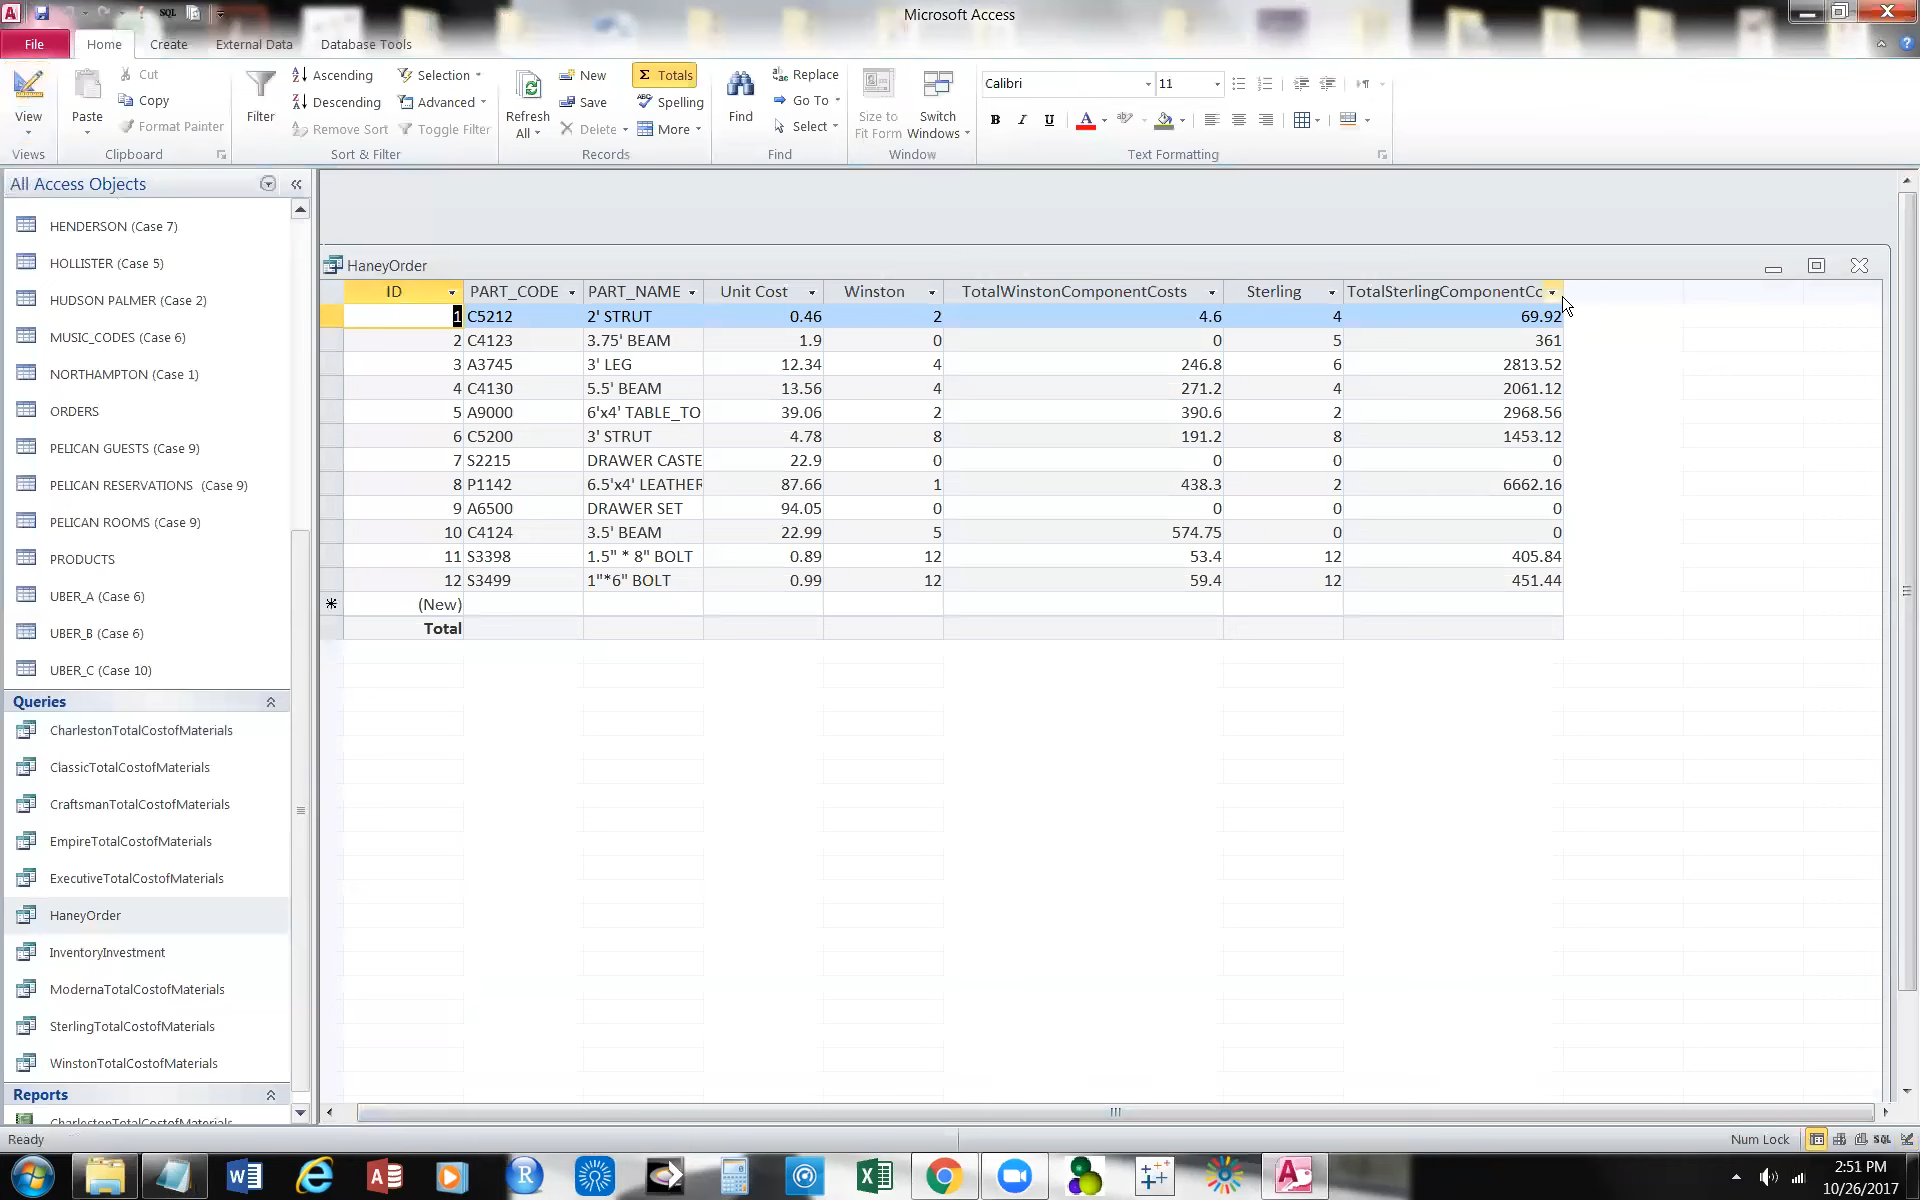 Microsoft Access
SQL
File Home Create External Data Database Tools
View
Views
Paste
Cut
Copy
Format Painter
Clipboard
Filter
Ascending
Descending
Remove Sort
Selection
Advanced
Toggle Filter
Sort & Filter
Refresh
All
New
Save
Delete
Totals
Spelling
More
Records
Find
Replace
Go To
Select
Find
Size to
Fit Form
Switch
Windows
Window
Calibri 11
B I U A
Text Formatting
All Access Objects
HENDERSON (Case 7)
HOLLISTER (Case 5)
HUDSON PALMER (Case 2)
MUSIC_CODES (Case 6)
NORTHAMPTON (Case 1)
ORDERS
PELICAN GUESTS (Case 9)
PELICAN RESERVATIONS (Case 9)
PELICAN ROOMS (Case 9)
PRODUCTS
UBER_A (Case 6)
UBER_B (Case 6)
UBER_C (Case 10)
Queries
CharlestonTotalCostofMaterials
ClassicTotalCostofMaterials
CraftsmanTotalCostofMaterials
EmpireTotalCostofMaterials
ExecutiveTotalCostofMaterials
HaneyOrder
InventoryInvestment
ModernaTotalCostofMaterials
SterlingTotalCostofMaterials
WinstonTotalCostofMaterials
Reports
CharlestonTotalCostofMaterials
HaneyOrder
ID PART_CODE PART_NAME Unit Cost Winston TotalWinstonComponentCosts Sterling TotalSterlingComponentCo
1 C5212 2' STRUT 0.46 2 4.6 4 69.92
2 C4123 3.75' BEAM 1.9 0 0 5 361
3 A3745 3' LEG 12.34 4 246.8 6 2813.52
4 C4130 5.5' BEAM 13.56 4 271.2 4 2061.12
5 A9000 6'x4' TABLE_TO 39.06 2 390.6 2 2968.56
6 C5200 3' STRUT 4.78 8 191.2 8 1453.12
7 S2215 DRAWER CASTE 22.9 0 0 0 0
8 P1142 6.5'x4' LEATHER 87.66 1 438.3 2 6662.16
9 A6500 DRAWER SET 94.05 0 0 0 0
10 C4124 3.5' BEAM 22.99 5 574.75 0 0
11 S3398 1.5" * 8" BOLT 0.89 12 53.4 12 405.84
12 S3499 1"*6" BOLT 0.99 12 59.4 12 451.44
(New)
Total
Ready
Num Lock
SQL
2:51 PM
10/26/2017